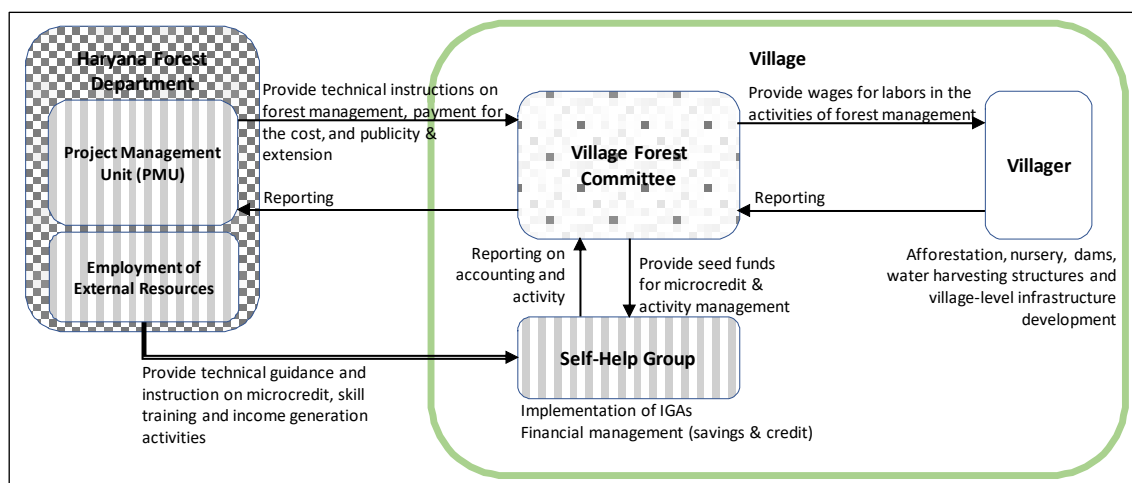 Haryana Forest
Department
Project Management
Unit (PMU)
Employment of
External Resources
Provide technical instructions on
forest management, payment for
the cost, and publicity &
extension
Reporting
Provide technical guidance and
instruction on microcredit, skill
training and income generation
activities
Village
Village Forest
Committee
Provide wages for labors in the
activities of forest management
Villager
Reporting
Afforestation, nursery, dams,
water harvesting structures and
village-level infrastructure
development
Reporting on
accounting and
activity
Provide seed funds
for microcredit &
activity management
Self-Help Group
Implementation of IGAs
Financial management (savings & credit)